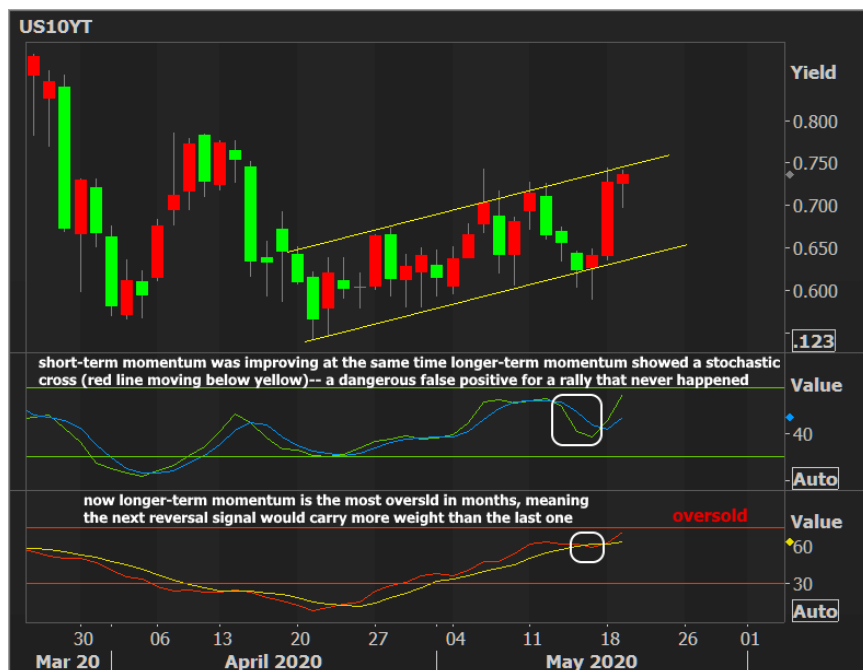 US10YT
Yield
0.800
0.750
0.700
0.650
0.600
.123
short-term momentum was improving at the same time longer-term momentum showed a stochastic
cross (red line moving below yellow)-- a dangerous false positive for a rally that never happened
Value
40
Auto
now longer-term momentum is the most oversld in months, meaning
the next reversal signal would carry more weight than the last one
oversold
Value
60
30
Auto
30 06 13 20 27 04 11 18 26 01
Mar 20 April 2020 May 2020